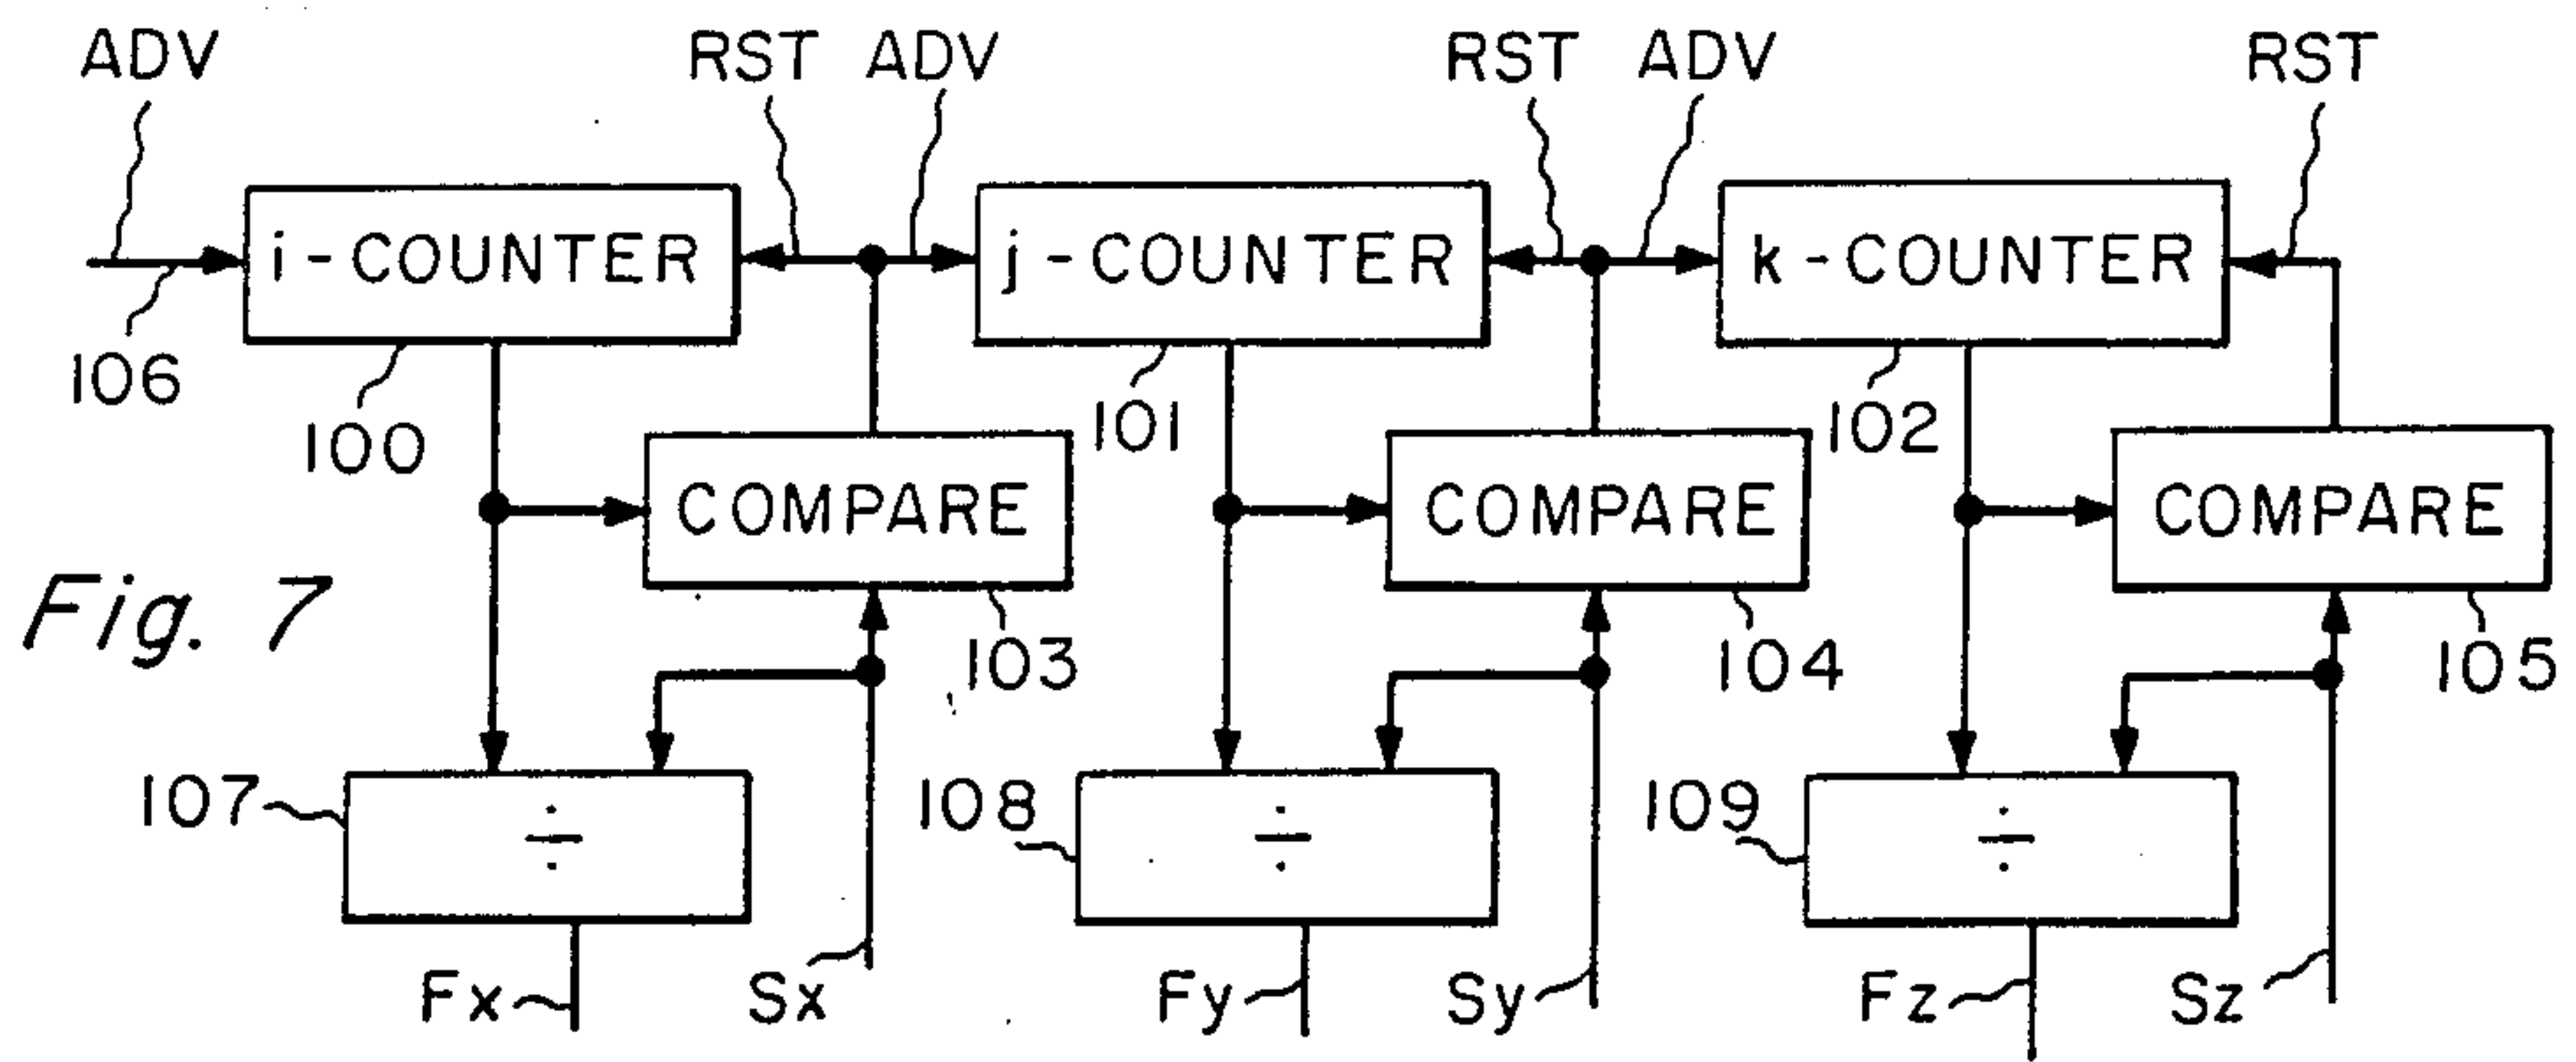 ADV
RST
ADV
RST
ADV
RST
i - COUNTER
j - COUNTER
k - COUNTER
106
100
101
102
COMPARE
COMPARE
COMPARE
Fig. 7
103
104
105
107
÷
108
÷
109
÷
Fx
Sx
Fy
Sy
Fz
Sz